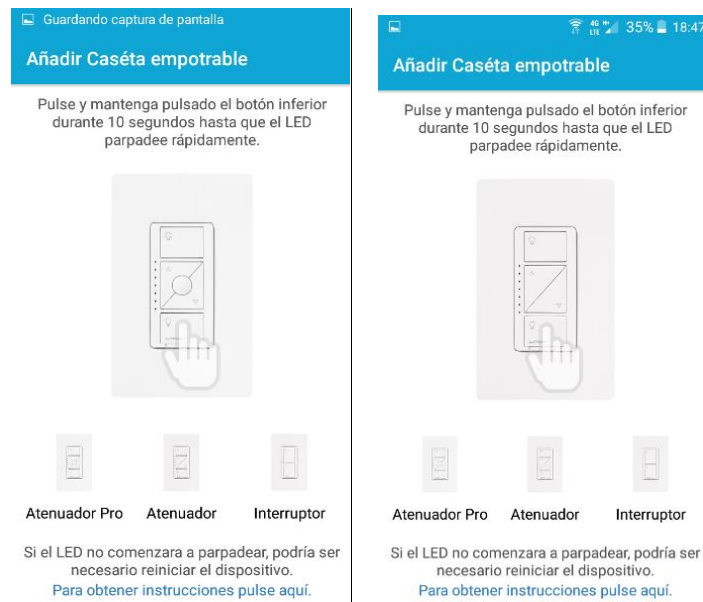 Guardando captura de pantalla
Añadir Caséta empotrable
Pulse y mantenga pulsado el botón inferior
durante 10 segundos hasta que el LED
parpadee rápidamente.
Atenuador Pro Atenuador Interruptor
Si el LED no comenzara a parpadear, podría ser
necesario reiniciar el dispositivo.
Para obtener instrucciones pulse aquí.
4G H+ LTE 35% 18:47
Añadir Caséta empotrable
Pulse y mantenga pulsado el botón inferior
durante 10 segundos hasta que el LED
parpadee rápidamente.
Atenuador Pro Atenuador Interruptor
Si el LED no comenzara a parpadear, podría ser
necesario reiniciar el dispositivo.
Para obtener instrucciones pulse aquí.